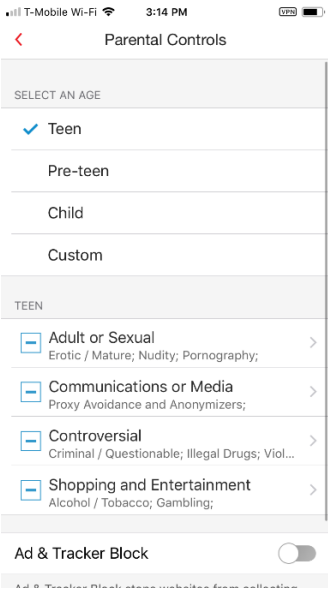 T-Mobile Wi-Fi 3:14 PM VPN
Parental Controls
SELECT AN AGE
Teen
Pre-teen
Child
Custom
TEEN
Adult or Sexual
Erotic / Mature; Nudity; Pornography;
Communications or Media
Proxy Avoidance and Anonymizers;
Controversial
Criminal / Questionable; Illegal Drugs; Viol...
Shopping and Entertainment
Alcohol / Tobacco; Gambling;
Ad & Tracker Block
Ad & Tracker Block stops websites from collecting